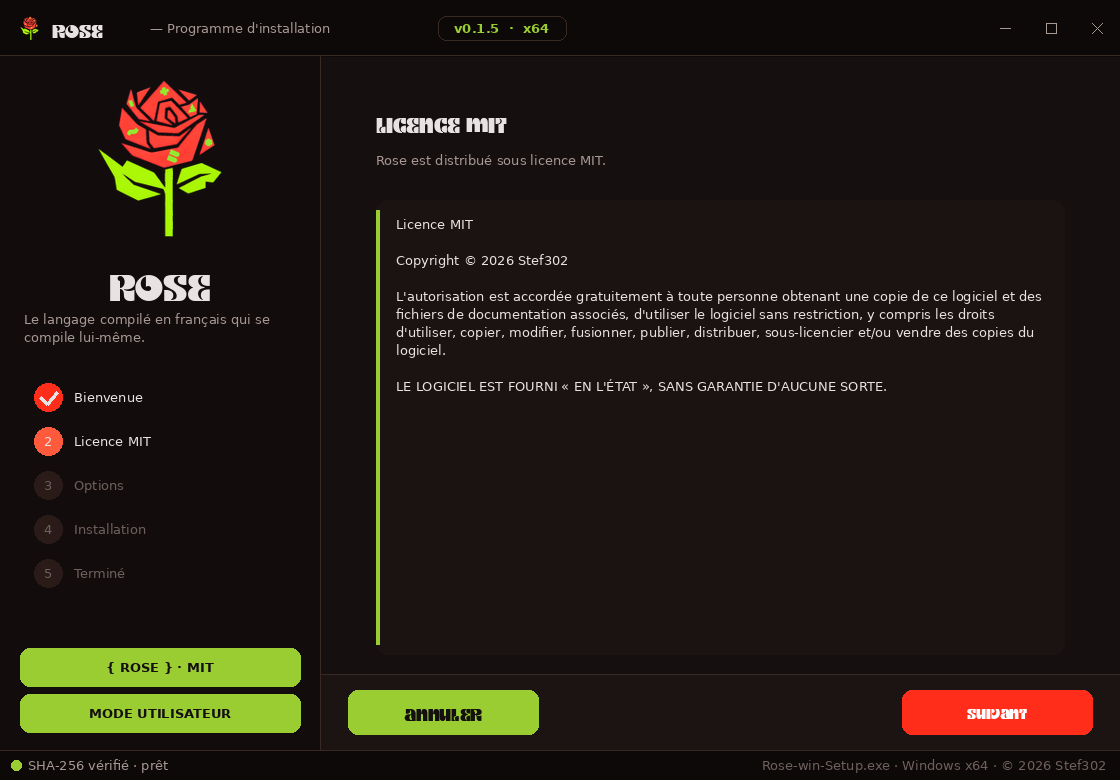 ROSE — Programme d'installation v0.1.5 · x64
LICENCE MIT
Rose est distribué sous licence MIT.
Licence MIT
Copyright © 2026 Stef302
L'autorisation est accordée gratuitement à toute personne obtenant une copie de ce logiciel et des
fichiers de documentation associés, d'utiliser le logiciel sans restriction, y compris les droits
d'utiliser, copier, modifier, fusionner, publier, distribuer, sous-licencier et/ou vendre des copies du
logiciel.
LE LOGICIEL EST FOURNI « EN L'ÉTAT », SANS GARANTIE D'AUCUNE SORTE.
ROSE
Le langage compilé en français qui se
compile lui-même.
Bienvenue
2 Licence MIT
3 Options
4 Installation
5 Terminé
{ ROSE } · MIT
MODE UTILISATEUR
ANNULER
SUIVANT
SHA-256 vérifié · prêt
Rose-win-Setup.exe · Windows x64 · © 2026 Stef302